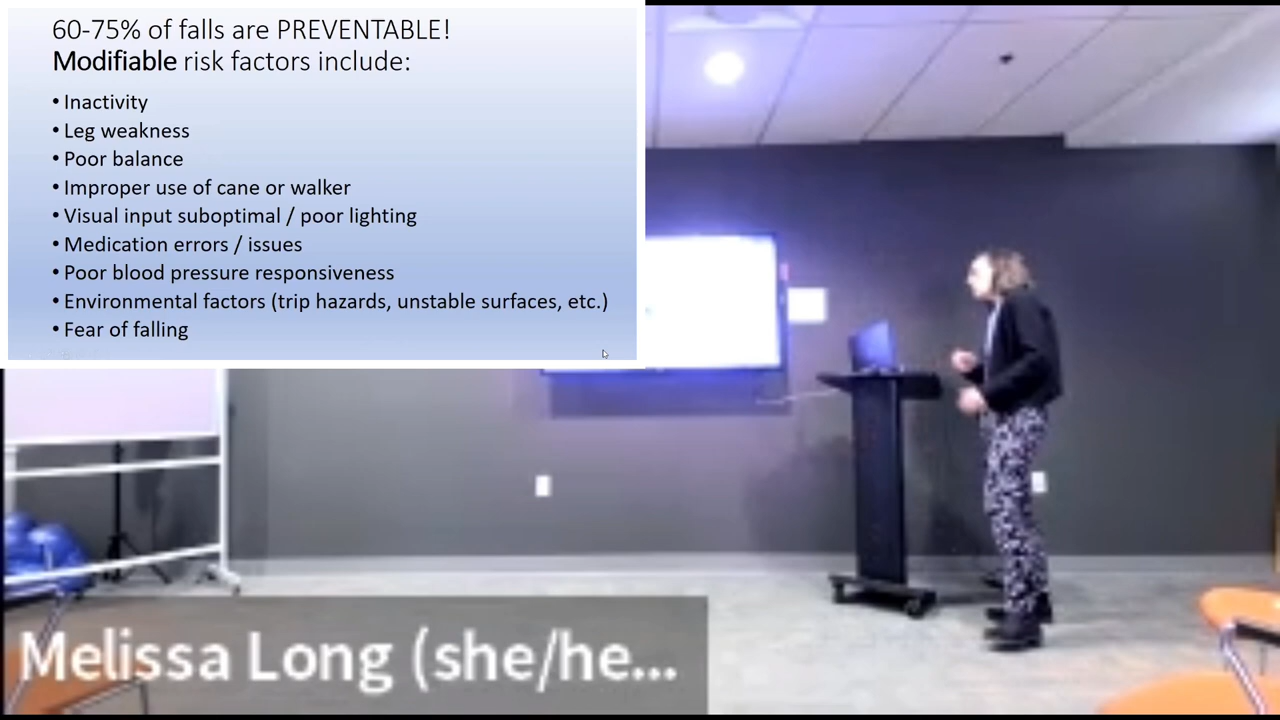 60-75% of falls are PREVENTABLE!
Modifiable risk factors include:
• Inactivity
• Leg weakness
• Poor balance
• Improper use of cane or walker
• Visual input suboptimal / poor lighting
• Medication errors / issues
• Poor blood pressure responsiveness
• Environmental factors (trip hazards, unstable surfaces, etc.)
• Fear of falling
Melissa Long (she/he...